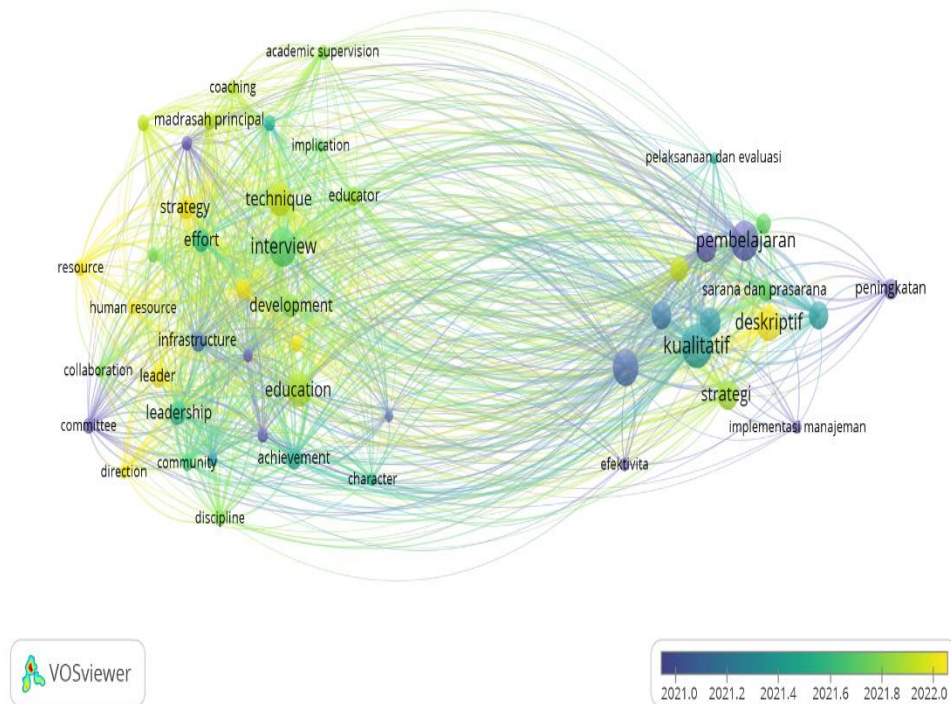 academic supervision
coaching
madrasah principal
implication
pelaksanaan dan evaluasi
strategy
technique
educator
effort
interview
pembelajaran
resource
human resource
development
sarana dan prasarana
peningkatan
infrastructure
deskriptif
kualitatif
collaboration
leader
education
strategi
leadership
committee
implementasi manajeman
direction
community
achievement
efektivita
character
discipline
VOSviewer
2021.0 2021.2 2021.4 2021.6 2021.8 2022.0